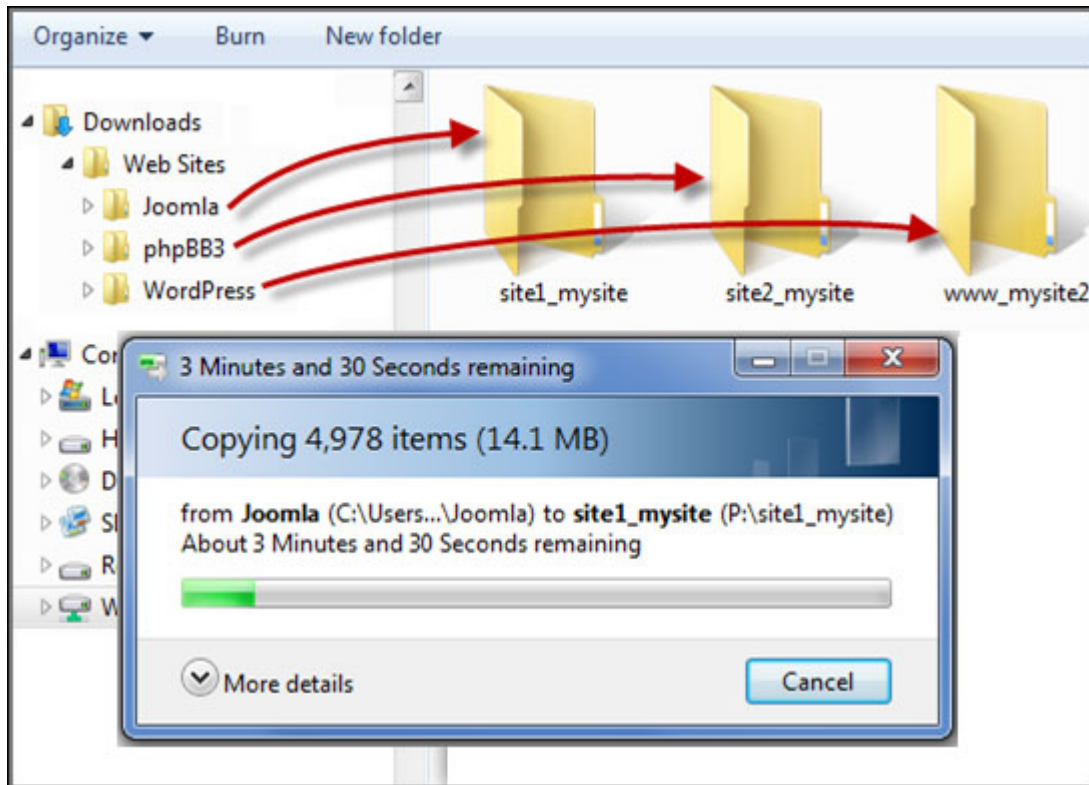 Organize Burn New folder
Downloads
Web Sites
Joomla
phpBB3
WordPress
site1_mysite site2_mysite www_mysite2
3 Minutes and 30 Seconds remaining
Copying 4,978 items (14.1 MB)
from Joomla (C:\Users...\Joomla) to site1_mysite (P:\site1_mysite)
About 3 Minutes and 30 Seconds remaining
More details Cancel